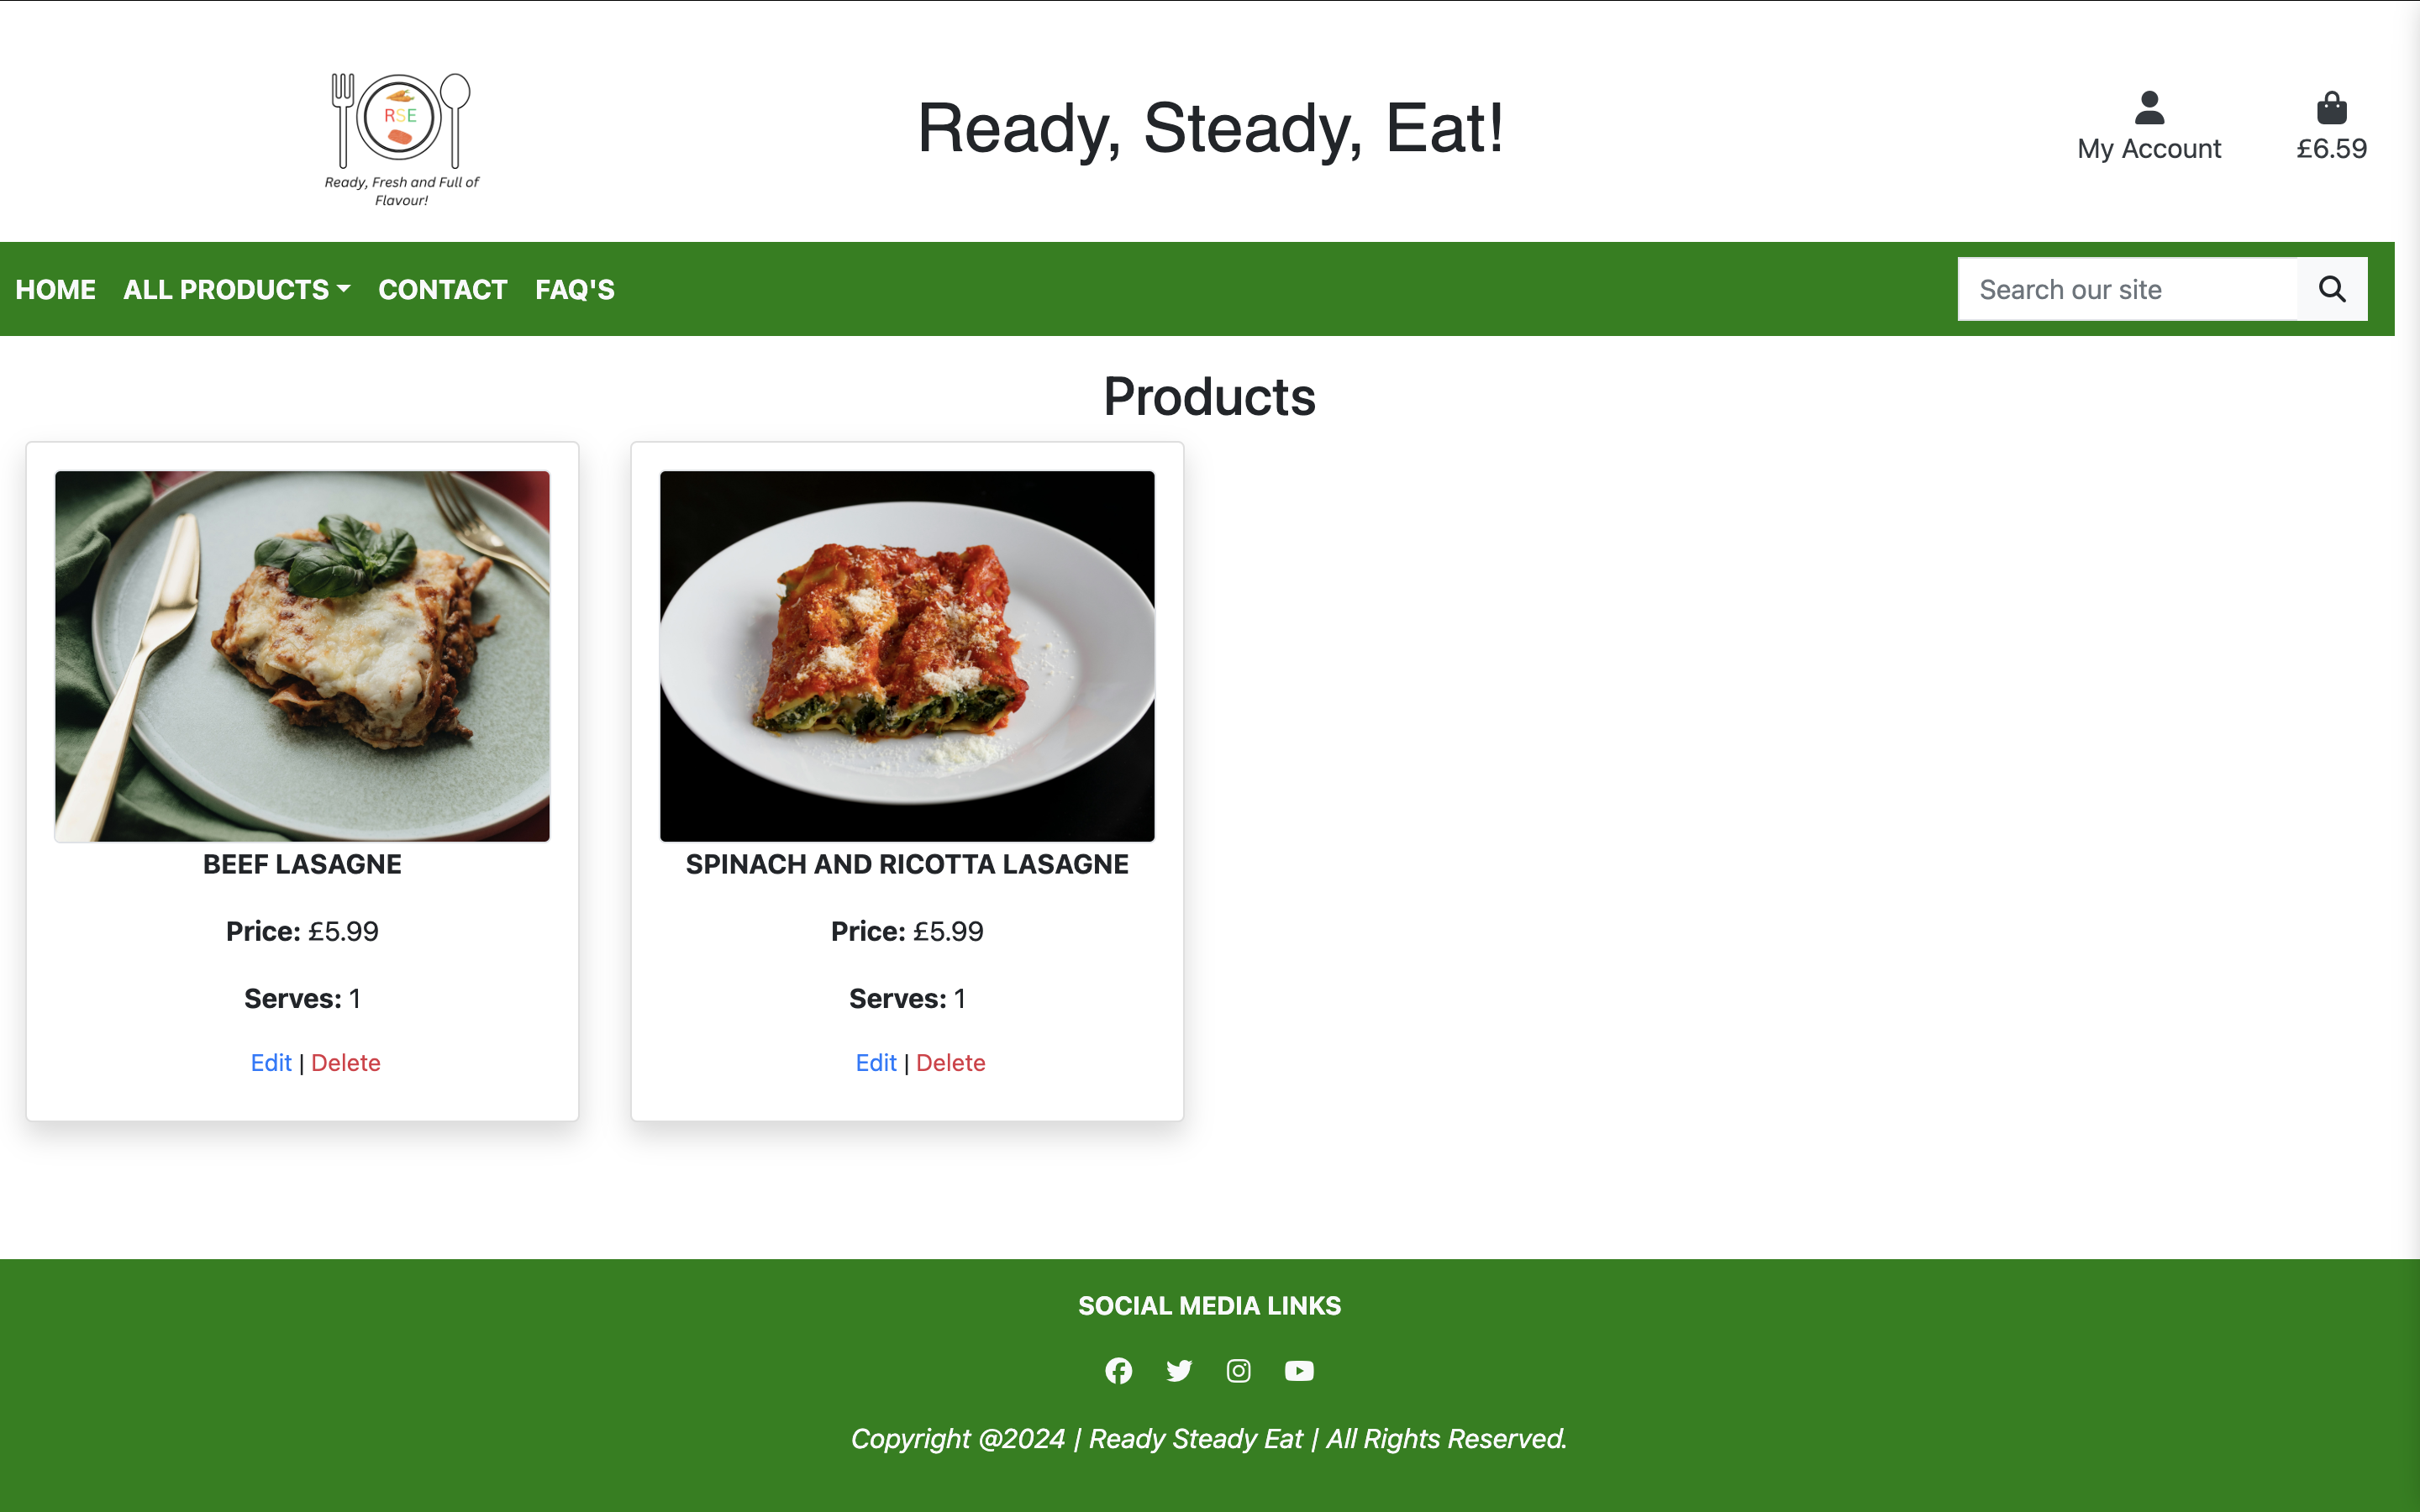 RSE
Ready, Fresh and Full of
Flavour!
Ready, Steady, Eat!
My Account
£6.59
HOME ALL PRODUCTS CONTACT FAQ'S
Search our site
Products
BEEF LASAGNE
Price: £5.99
Serves: 1
Edit | Delete
SPINACH AND RICOTTA LASAGNE
Price: £5.99
Serves: 1
Edit | Delete
SOCIAL MEDIA LINKS
Copyright @2024 | Ready Steady Eat | All Rights Reserved.